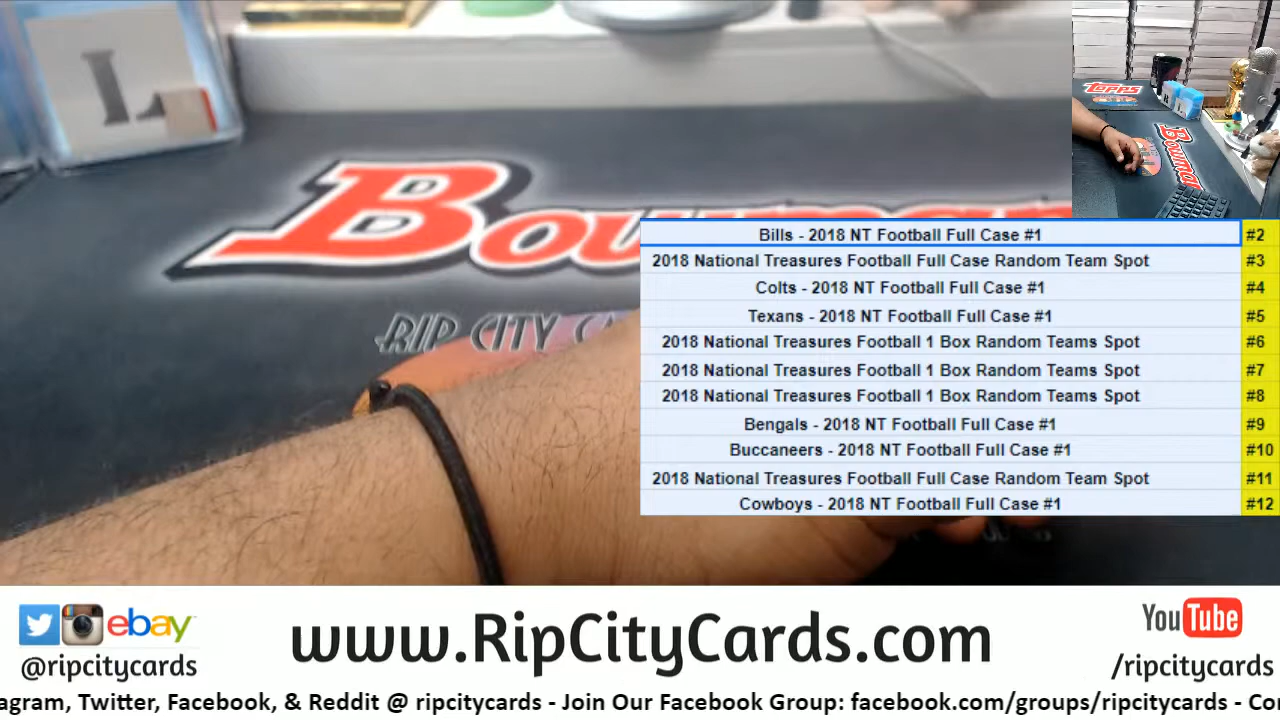 L
topps
Bowman
RIP CITY
Bills - 2018 NT Football Full Case #1 #2
2018 National Treasures Football Full Case Random Team Spot #3
Colts - 2018 NT Football Full Case #1 #4
Texans - 2018 NT Football Full Case #1 #5
2018 National Treasures Football 1 Box Random Teams Spot #6
2018 National Treasures Football 1 Box Random Teams Spot #7
2018 National Treasures Football 1 Box Random Teams Spot #8
Bengals - 2018 NT Football Full Case #1 #9
Buccaneers - 2018 NT Football Full Case #1 #10
2018 National Treasures Football Full Case Random Team Spot #11
Cowboys - 2018 NT Football Full Case #1 #12
ebay
@ripcitycards
www.RipCityCards.com
YouTube
/ripcitycards
agram, Twitter, Facebook, & Reddit @ ripcitycards - Join Our Facebook Group: facebook.com/groups/ripcitycards - Co